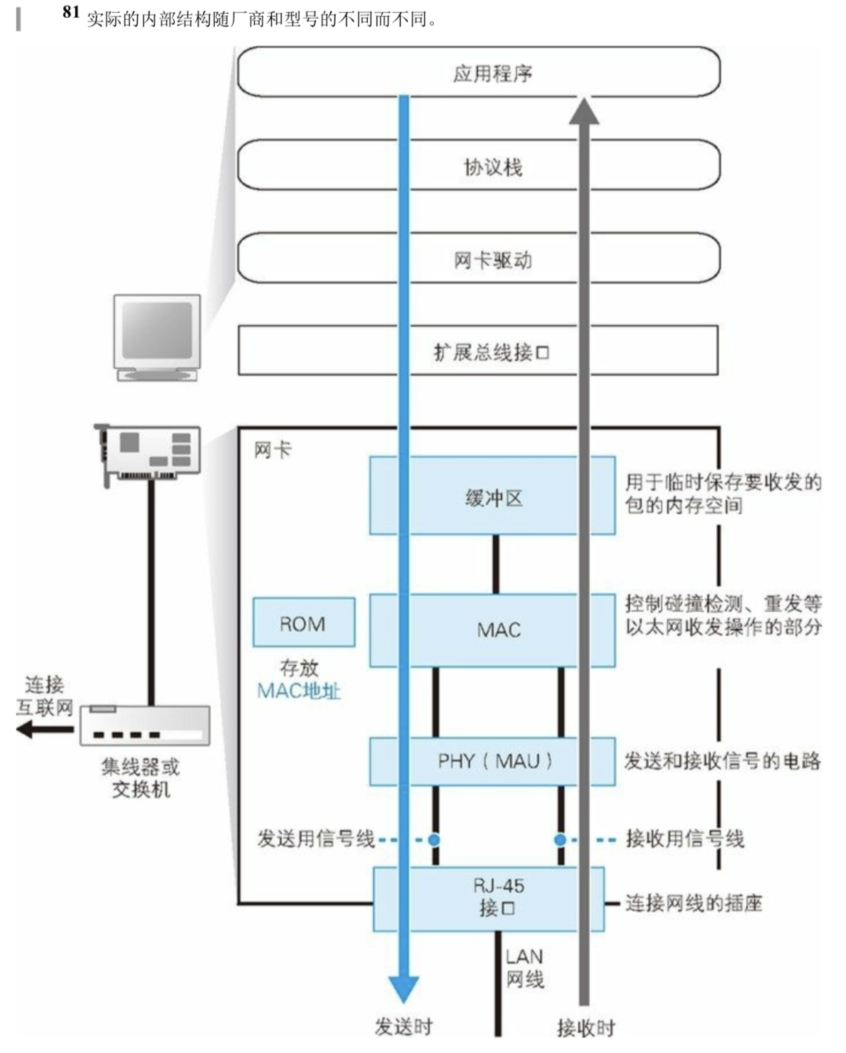 81 实际的内部结构随厂商和型号的不同而不同。
应用程序
协议栈
网卡驱动
扩展总线接口
网卡
缓冲区
用于临时保存要收发的
包的内存空间
ROM
存放
MAC地址
MAC
控制碰撞检测、重发等
以太网收发操作的部分
连接
互联网
集线器或
交换机
PHY（MAU）
发送和接收信号的电路
发送用信号线
接收用信号线
RJ-45
接口
连接网线的插座
LAN
网线
发送时
接收时